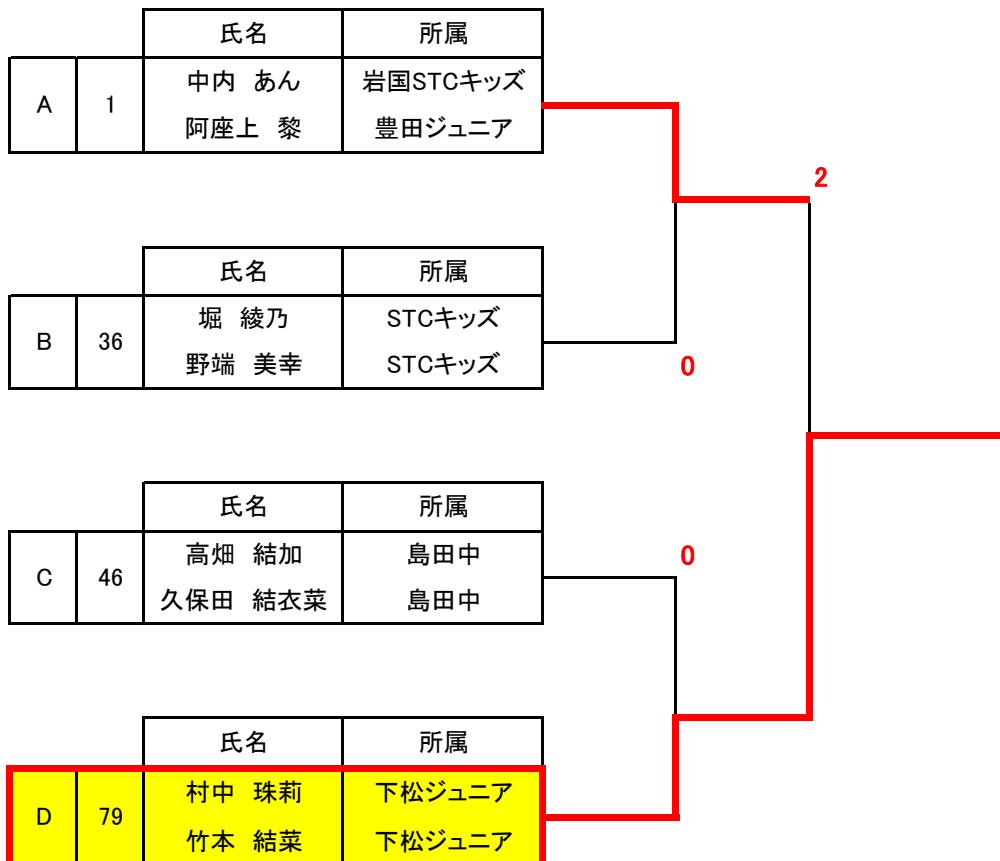 氏名 所属
A 1 中内 あん 岩国STCキッズ
阿座上 黎 豊田ジュニア
2
氏名 所属
B 36 堀 綾乃 STCキッズ
野端 美幸 STCキッズ
0
氏名 所属
C 46 高畑 結加 島田中
久保田 結衣菜 島田中
0
氏名 所属
D 79 村中 珠莉 下松ジュニア
竹本 結菜 下松ジュニア